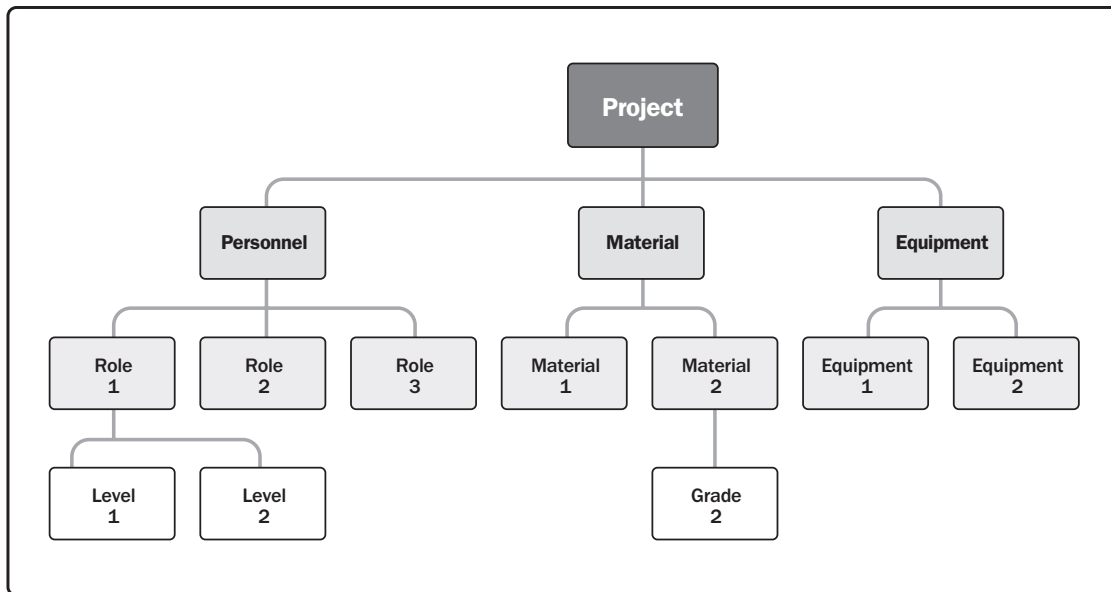 Project
Personnel
Material
Equipment
Role
1
Role
2
Role
3
Material
1
Material
2
Equipment
1
Equipment
2
Level
1
Level
2
Grade
2